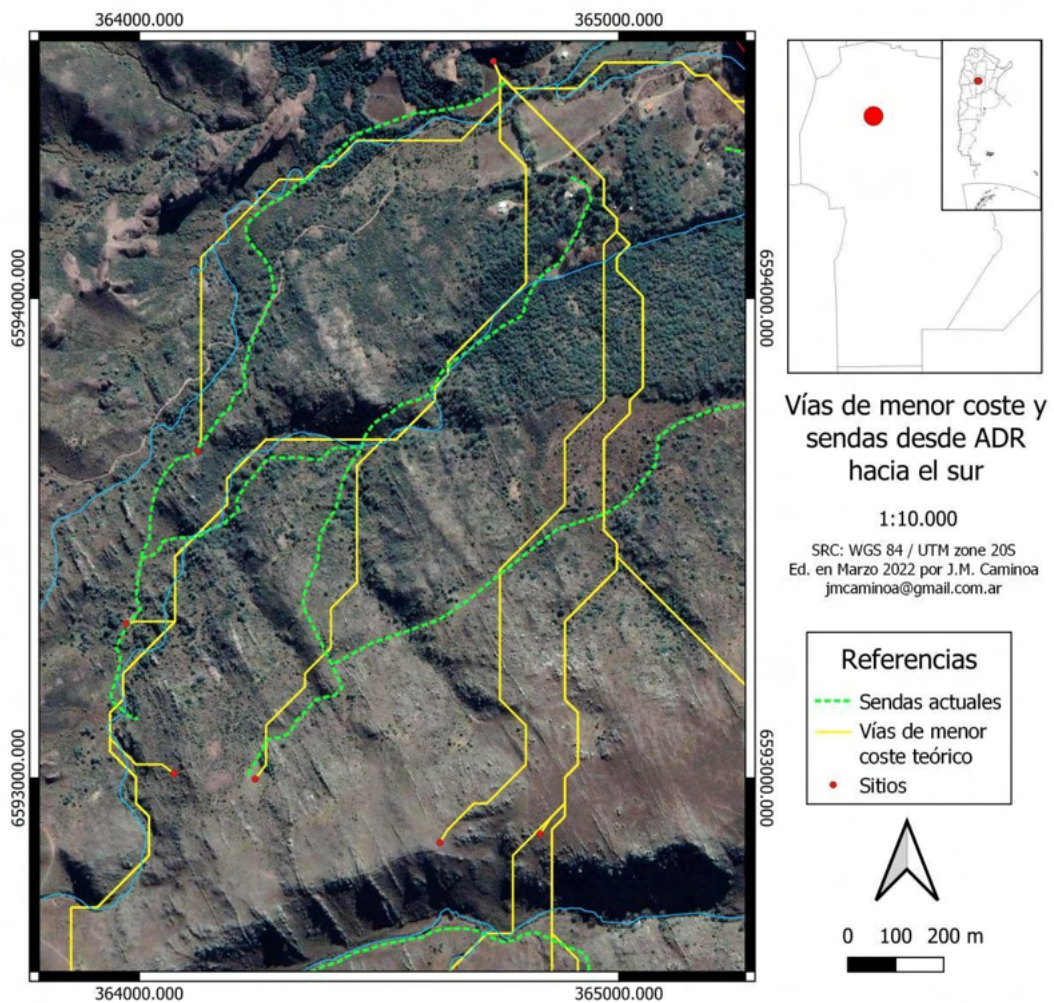 364000.000
365000.000
6594000.000
6594000.000
6593000.000
6593000.000
364000.000
365000.000
Vías de menor coste y
sendas desde ADR
hacia el sur
1:10.000
SRC: WGS 84 / UTM zone 20S
Ed. en Marzo 2022 por J.M. Caminoa
jmcaminoa@gmail.com.ar
Referencias
Sendas actuales
Vías de menor
coste teórico
Sitios
0 100 200 m